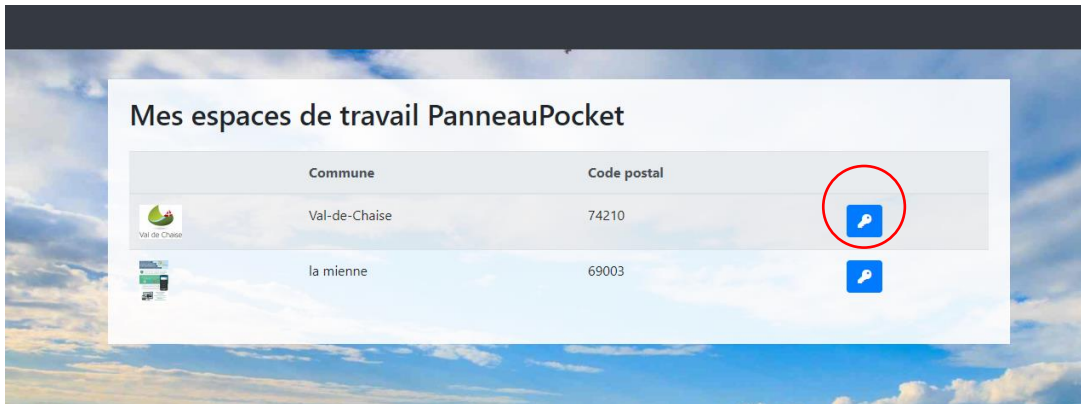 Mes espaces de travail PanneauPocket
Commune Code postal
Val-de-Chaise 74210
Val de Chaise
la mienne 69003